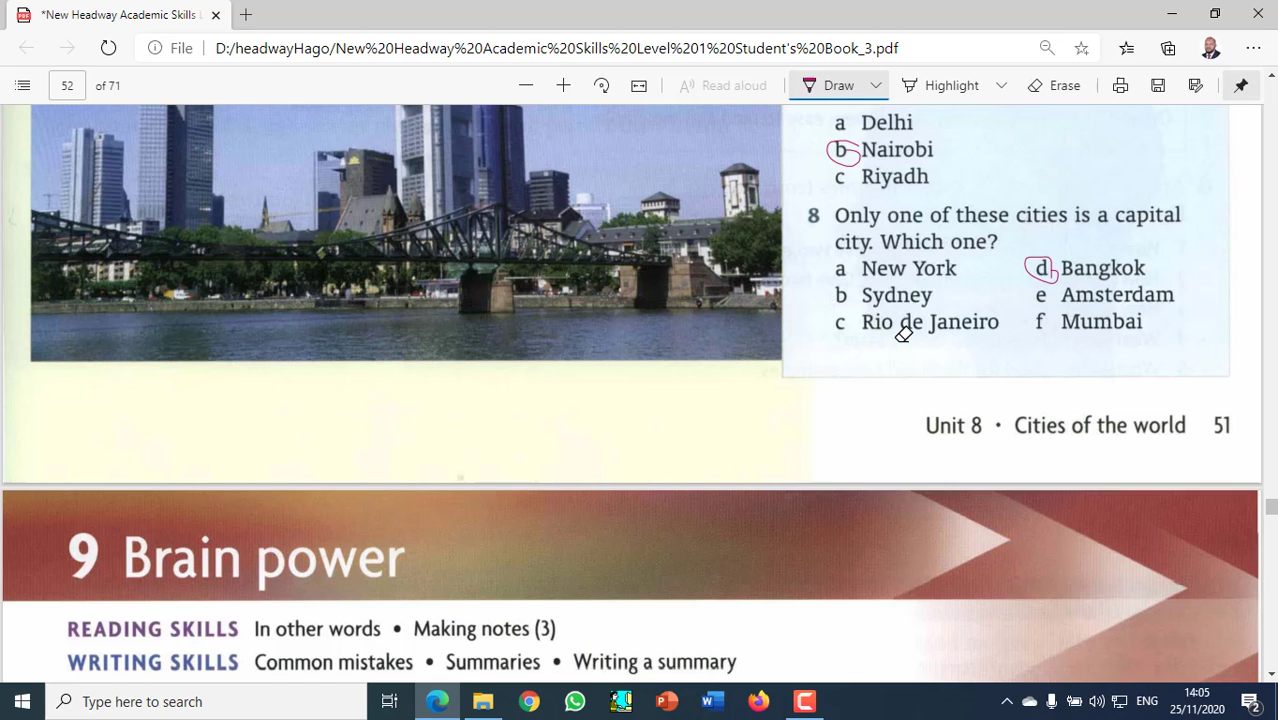 *New Headway Academic Skills L
File D:/headwayHago/New%20Headway%20Academic%20Skills%20Level%201%20Student's%20Book_3.pdf
52 of 71
Read aloud
Draw
Highlight
Erase
a Delhi
b Nairobi
c Riyadh
8 Only one of these cities is a capital
city. Which one?
a New York
b Sydney
c Rio de Janeiro
d Bangkok
e Amsterdam
f Mumbai
Unit 8 • Cities of the world 51
9 Brain power
READING SKILLS In other words • Making notes (3)
WRITING SKILLS Common mistakes • Summaries • Writing a summary
Type here to search
ENG
14:05
25/11/2020
2